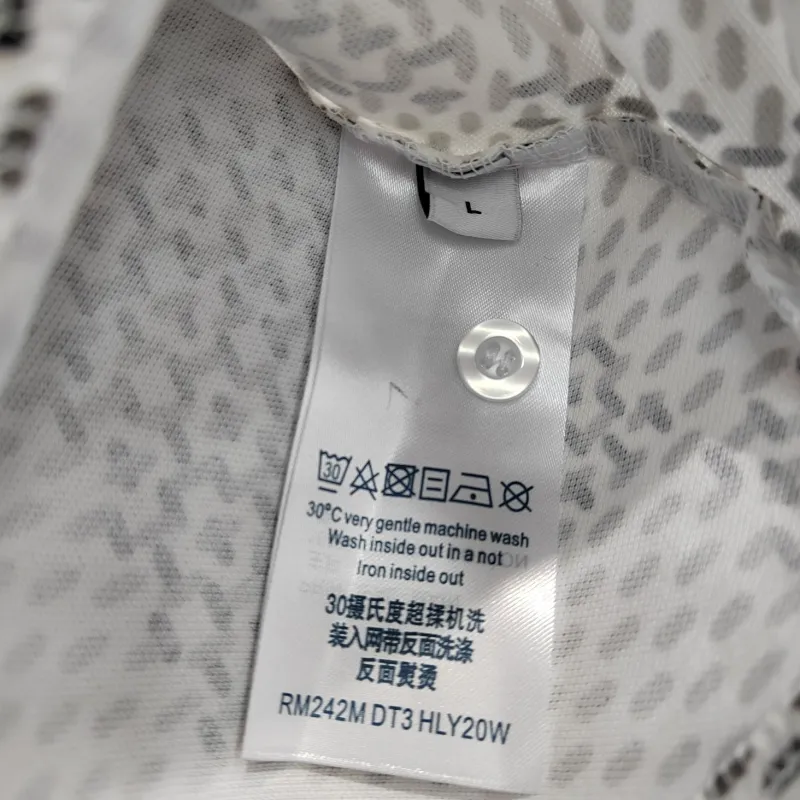 L
30
30°C very gentle machine wash
Wash inside out in a not
Iron inside out
30摄氏度超揉机洗
装入网带反面洗涤
反面熨烫
RM242M DT3 HLY20W